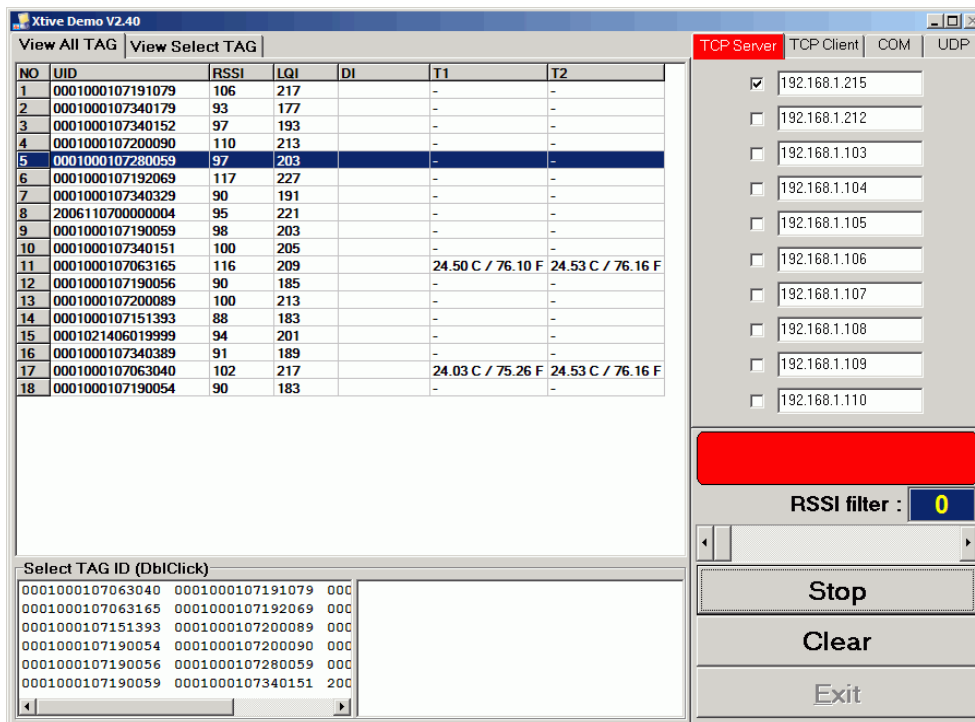 Xtive Demo V2.40
View All TAG View Select TAG
TCP Server TCP Client COM UDP
NO UID RSSI LQI DI T1 T2
1 0001000107191079 106 217 - -
2 0001000107340179 93 177 - -
3 0001000107340152 97 193 - -
4 0001000107200090 110 213 - -
5 0001000107280059 97 203 - -
6 0001000107192069 117 227 - -
7 0001000107340329 90 191 - -
8 2006110700000004 95 221 - -
9 0001000107190059 98 203 - -
10 0001000107340151 100 205 - -
11 0001000107063165 116 209 24.50 C / 76.10 F 24.53 C / 76.16 F
12 0001000107190056 90 185 - -
13 0001000107200089 100 213 - -
14 0001000107151393 88 183 - -
15 0001021406019999 94 201 - -
16 0001000107340389 91 189 - -
17 0001000107063040 102 217 24.03 C / 75.26 F 24.53 C / 76.16 F
18 0001000107190054 90 183 - -
192.168.1.215
192.168.1.212
192.168.1.103
192.168.1.104
192.168.1.105
192.168.1.106
192.168.1.107
192.168.1.108
192.168.1.109
192.168.1.110
RSSI filter : 0
Stop
Clear
Exit
Select TAG ID (DblClick)
0001000107063040 0001000107191079 000
0001000107063165 0001000107192069 000
0001000107151393 0001000107200089 000
0001000107190054 0001000107200090 000
0001000107190056 0001000107280059 000
0001000107190059 0001000107340151 200